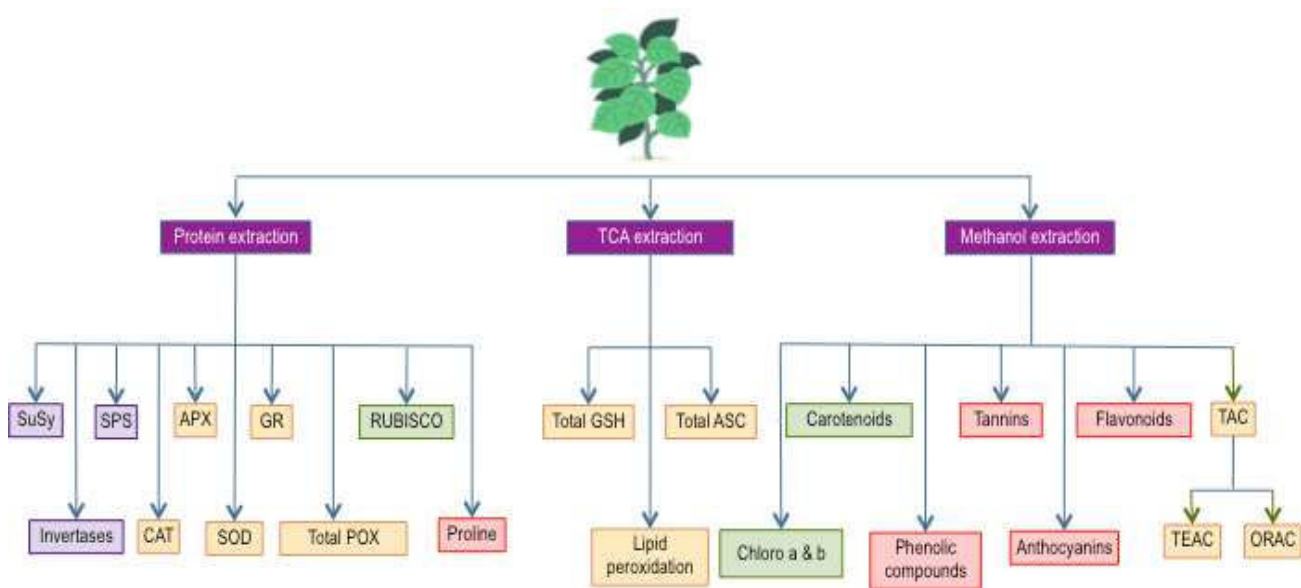 Protein extraction
TCA extraction
Methanol extraction
SuSy
SPS
APX
GR
RUBISCO
Total GSH
Total ASC
Carotenoids
Tannins
Flavonoids
TAC
Invertases
CAT
SOD
Total POX
Proline
Lipid
peroxidation
Chloro a & b
Phenolic
compounds
Anthocyanins
TEAC
ORAC